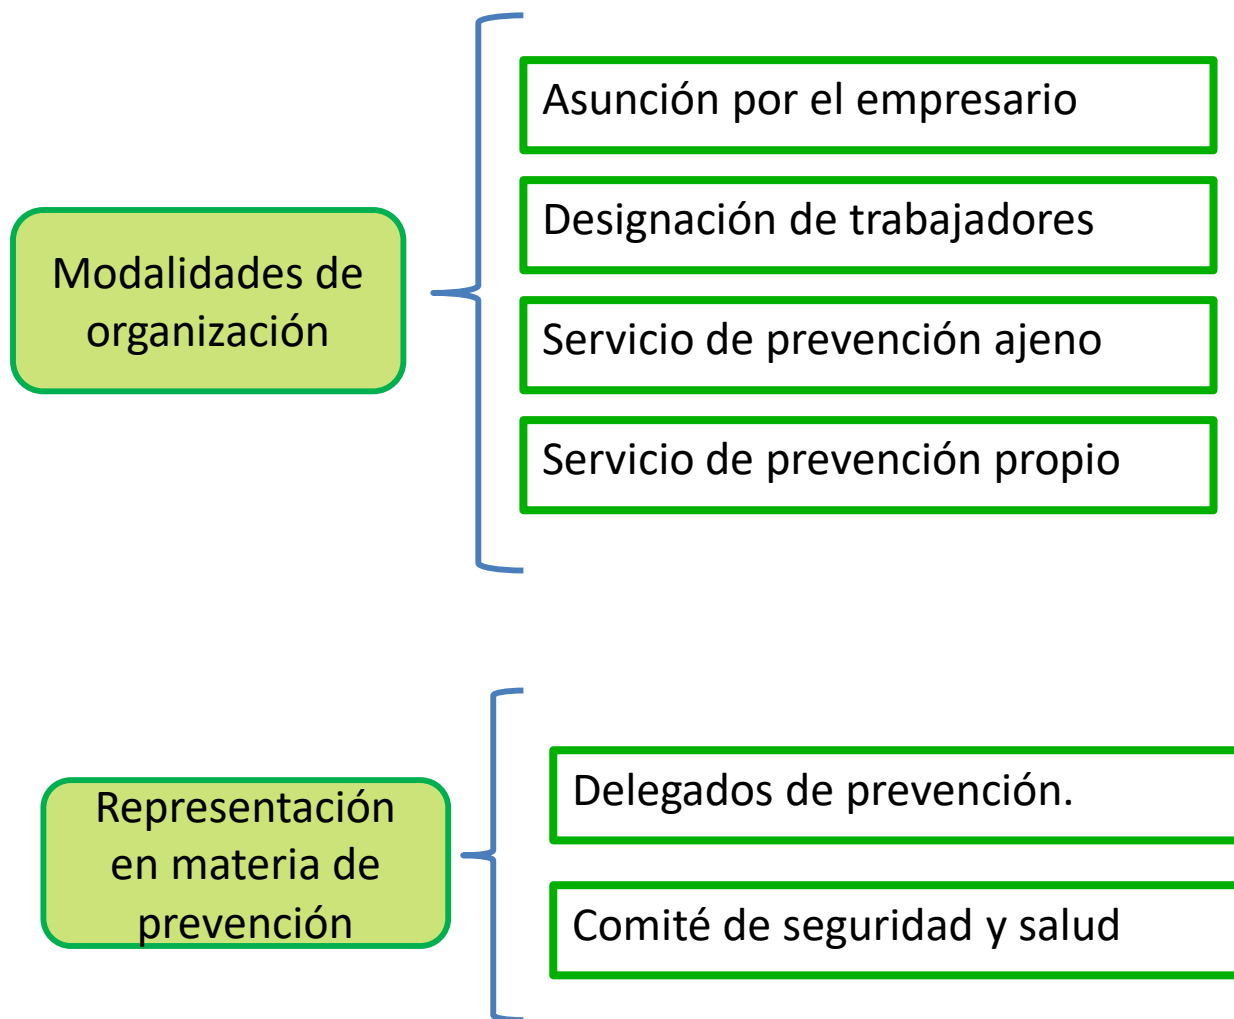 Modalidades de
organización
Asunción por el empresario
Designación de trabajadores
Servicio de prevención ajeno
Servicio de prevención propio
Representación
en materia de
prevención
Delegados de prevención.
Comité de seguridad y salud